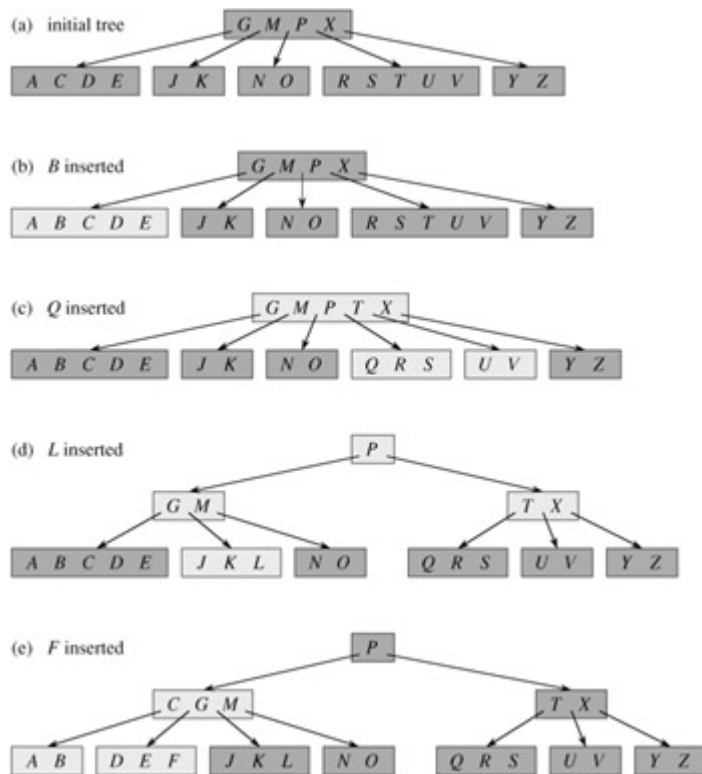 (a) initial tree
G M P X
A C D E J K N O R S T U V Y Z
(b) B inserted
G M P X
A B C D E J K N O R S T U V Y Z
(c) Q inserted
G M P T X
A B C D E J K N O Q R S U V Y Z
(d) L inserted
P
G M T X
A B C D E J K L N O Q R S U V Y Z
(e) F inserted
P
C G M T X
A B D E F J K L N O Q R S U V Y Z